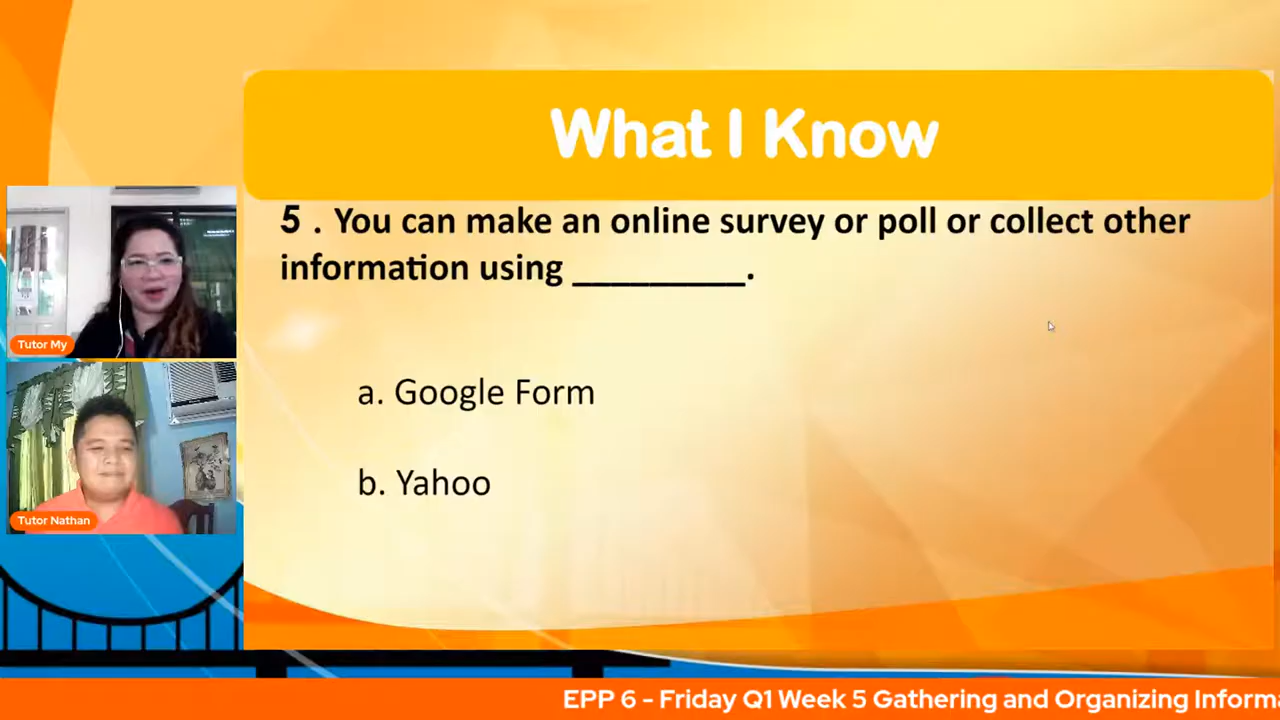 What I Know
5 . You can make an online survey or poll or collect other
information using _________.
a. Google Form
b. Yahoo
Tutor My
Tutor Nathan
EPP 6 - Friday Q1 Week 5 Gathering and Organizing Informa